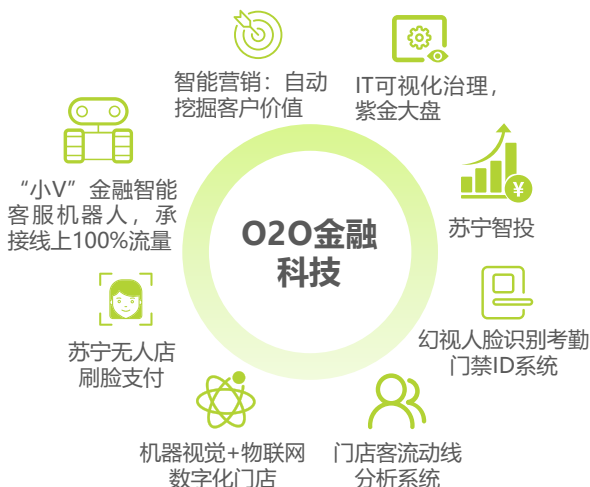 智能营销：自动
挖掘客户价值
IT可视化治理，
紫金大盘
“小V”金融智能
客服机器人，承
接线上100%流量
¥
苏宁智投
O2O金融
科技
苏宁无人店
刷脸支付
幻视人脸识别考勤
门禁ID系统
机器视觉+物联网
数字化门店
门店客流动线
分析系统